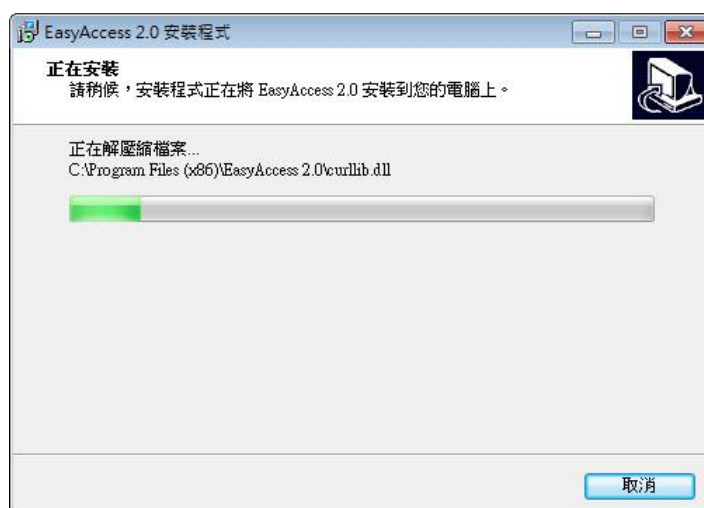 EasyAccess 2.0 安裝程式
正在安裝
請稍候，安裝程式正在將 EasyAccess 2.0 安裝到您的電腦上。
正在解壓縮檔案...
C:\Program Files (x86)\EasyAccess 2.0\curllib.dll
取消